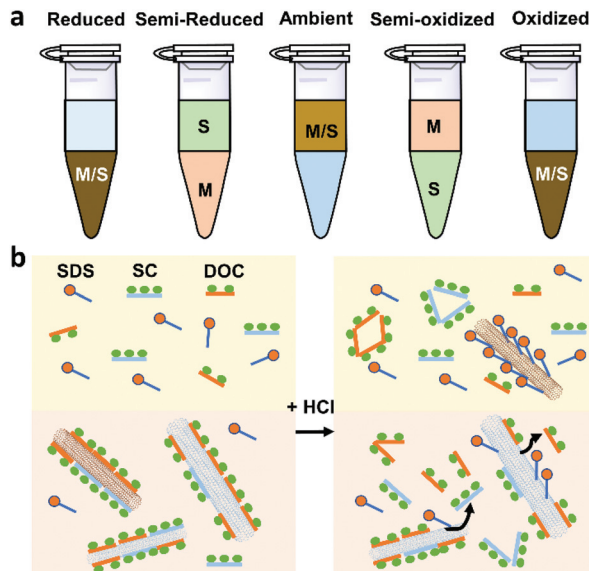 a
Reduced Semi-Reduced Ambient Semi-oxidized Oxidized
S M/S M
M/S M S M/S
b
SDS SC DOC
+ HCl